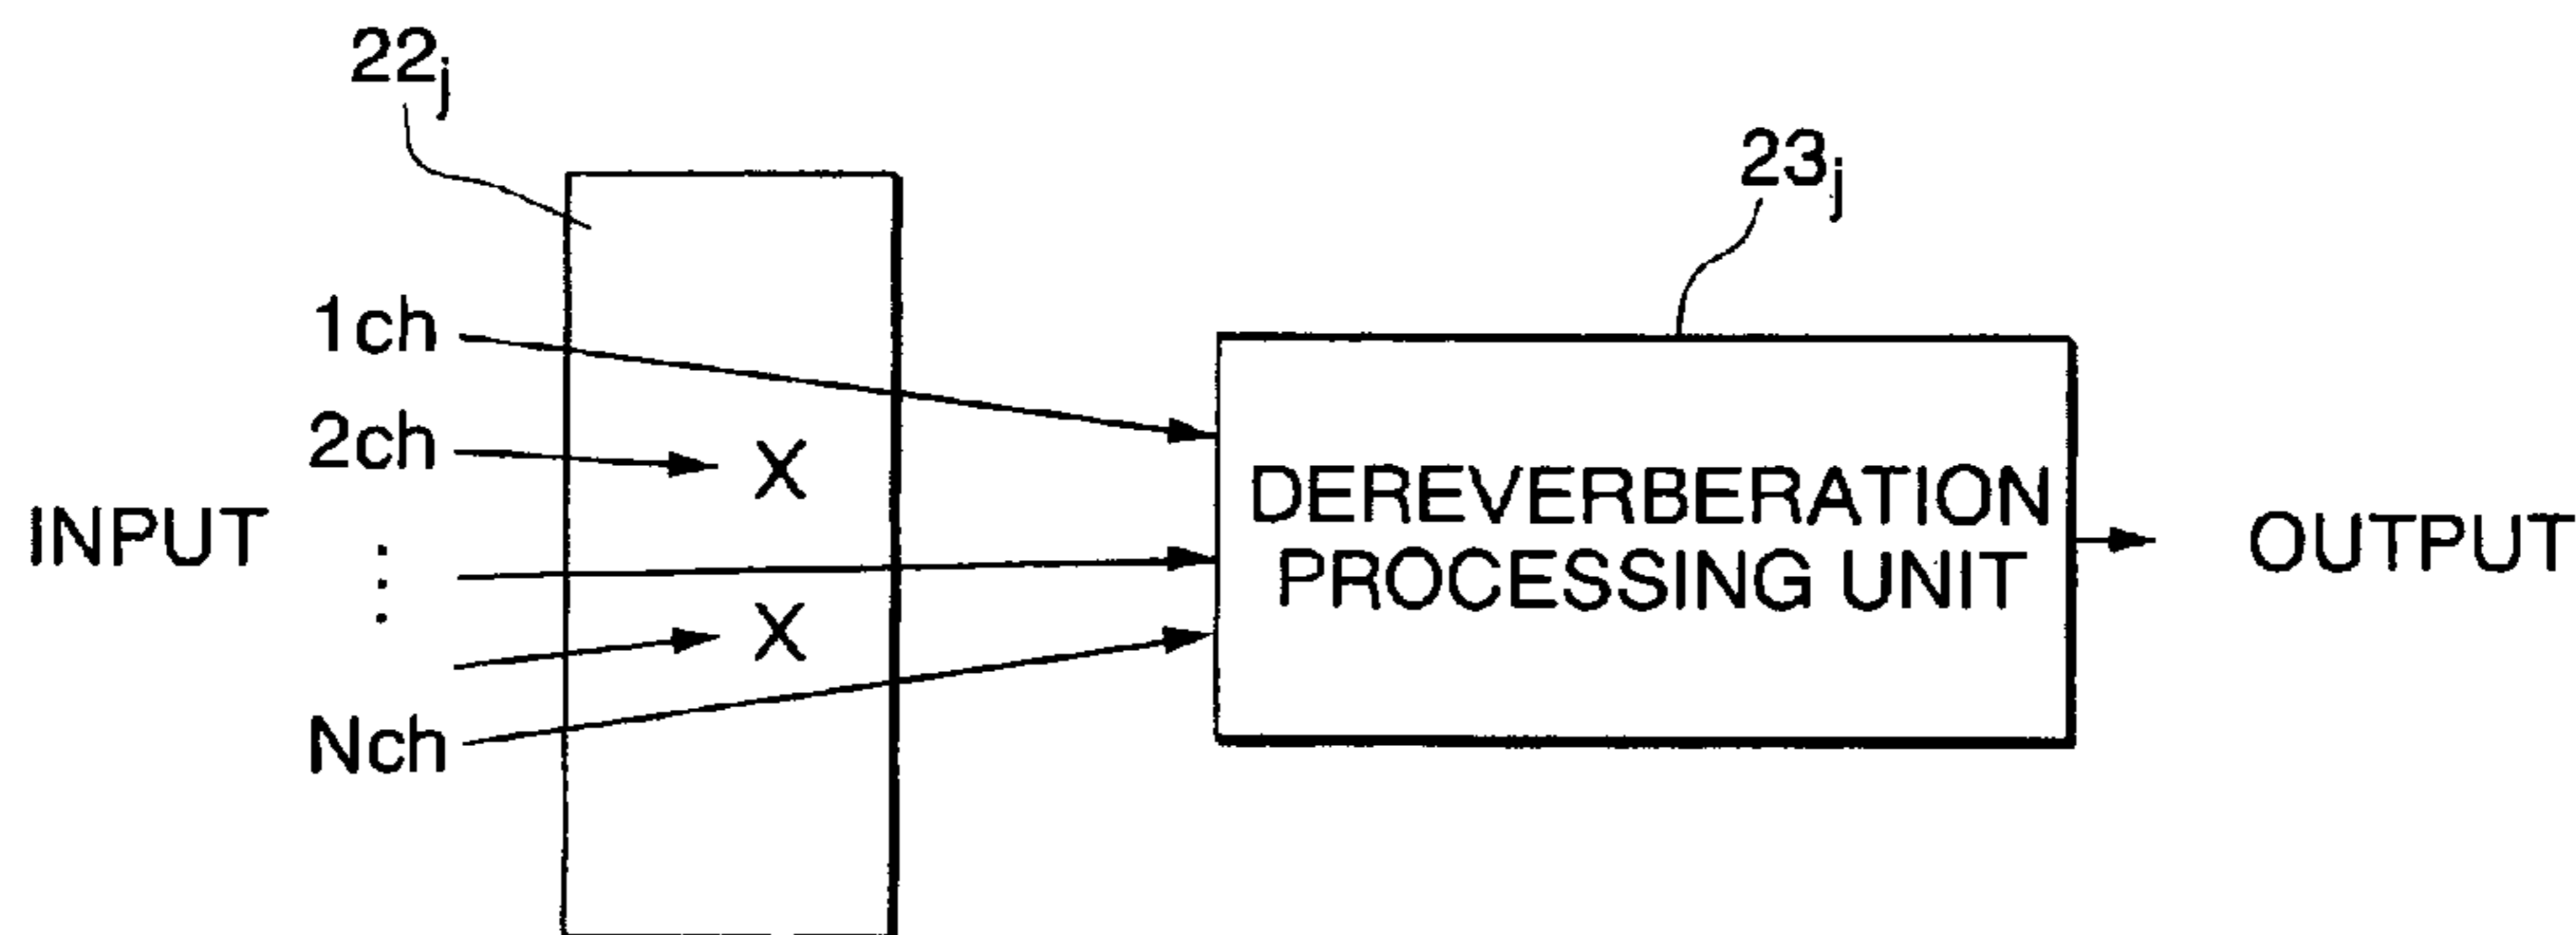 22j
23j
1ch
2ch
X
INPUT
⋮
DEREVERBERATION
PROCESSING UNIT
OUTPUT
X
Nch